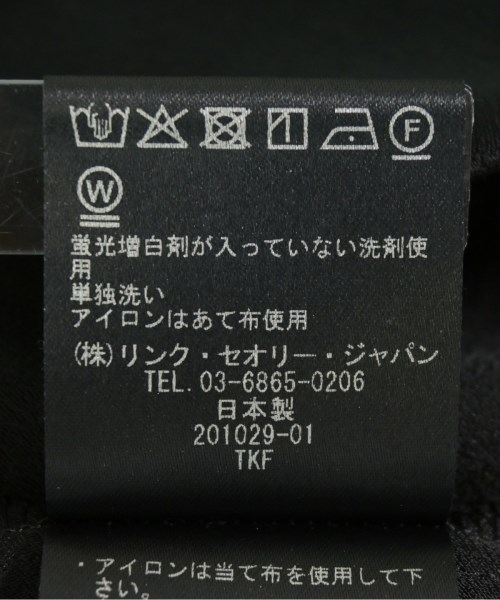 F
W
蛍光増白剤が入っていない洗剤使
用
単独洗い
アイロンはあて布使用
(株)リンク・セオリー・ジャパン
TEL. 03-6865-0206
日本製
201029-01
TKF
・アイロンは当て布を使用して下
さい。